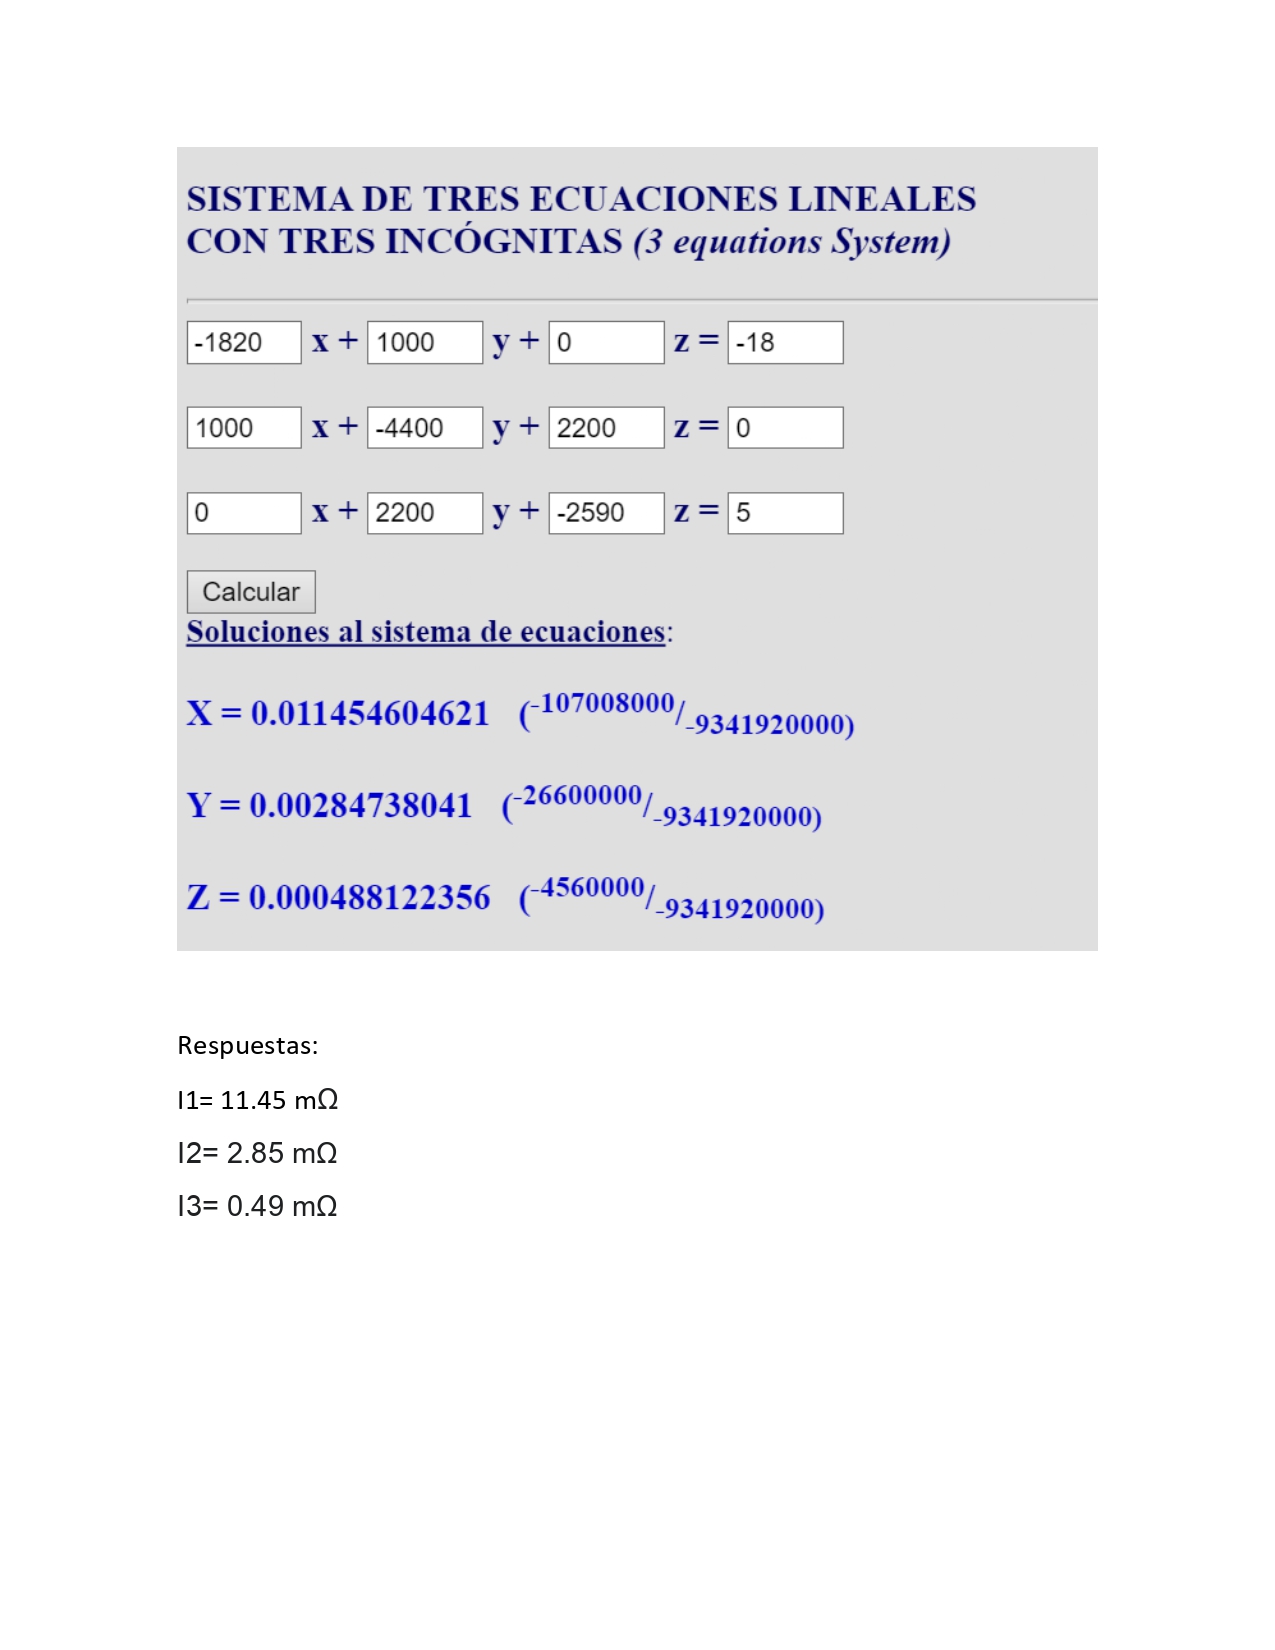 SISTEMA DE TRES ECUACIONES LINEALES
CON TRES INCÓGNITAS (3 equations System)
-1820 x + 1000 y + 0 z = -18
1000 x + -4400 y + 2200 z = 0
0 x + 2200 y + -2590 z = 5
Calcular
Soluciones al sistema de ecuaciones:
X = 0.011454604621 (-107008000/-9341920000)
Y = 0.00284738041 (-26600000/-9341920000)
Z = 0.000488122356 (-4560000/-9341920000)
Respuestas:
I1= 11.45 mΩ
I2= 2.85 mΩ
I3= 0.49 mΩ